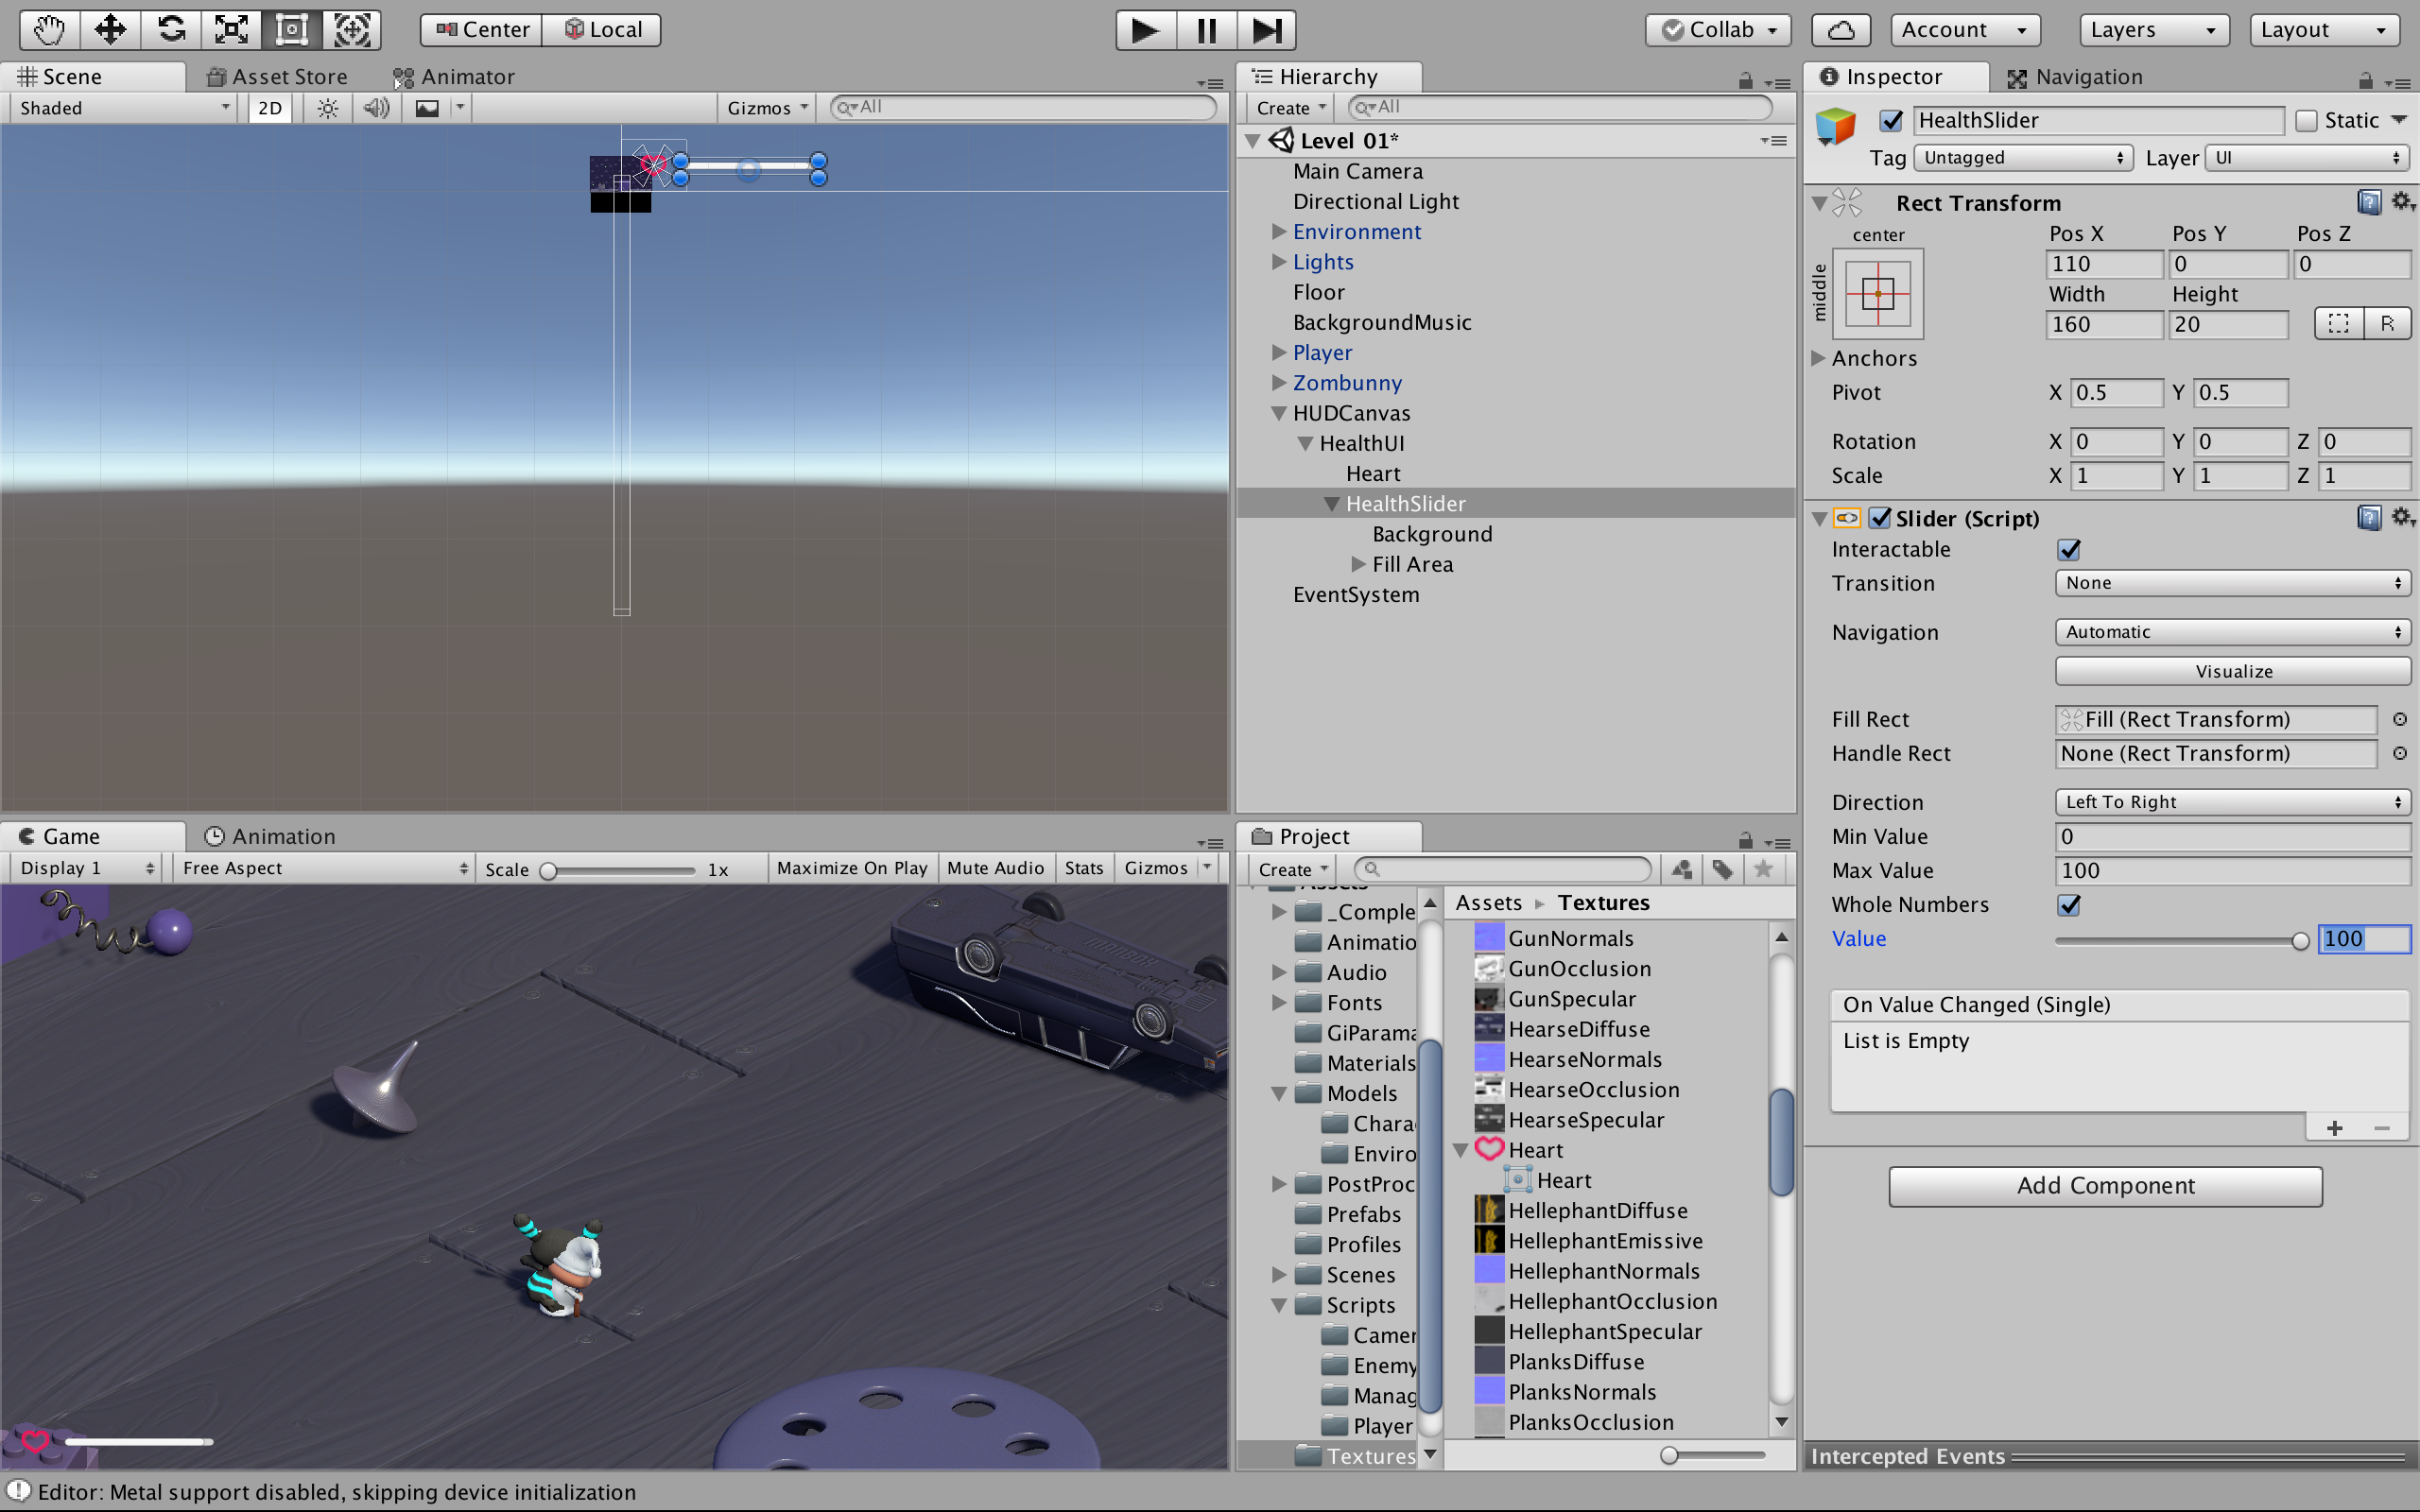 Center Local Collab Account Layers Layout
Scene Asset Store Animator
Shaded 2D Gizmos All
Hierarchy
Create All
Level 01*
Main Camera
Directional Light
Environment
Lights
Floor
BackgroundMusic
Player
Zombunny
HUDCanvas
HealthUI
Heart
HealthSlider
Background
Fill Area
EventSystem
Inspector Navigation
HealthSlider Static
Tag Untagged Layer UI
Rect Transform
center Pos X Pos Y Pos Z
middle 110 0 0
Width Height
160 20 R
Anchors
Pivot X 0.5 Y 0.5
Rotation X 0 Y 0 Z 0
Scale X 1 Y 1 Z 1
Slider (Script)
Interactable
Transition None
Navigation Automatic
Visualize
Fill Rect Fill (Rect Transform)
Handle Rect None (Rect Transform)
Direction Left To Right
Min Value 0
Max Value 100
Whole Numbers
Value 100
On Value Changed (Single)
List is Empty
+ −
Add Component
Intercepted Events
Game Animation
Display 1 Free Aspect Scale 1x Maximize On Play Mute Audio Stats Gizmos
Project
Create
_Comple
Animatio
Audio
Fonts
GiParama
Materials
Models
Chara
Enviro
PostProc
Prefabs
Profiles
Scenes
Scripts
Camer
Enemy
Manag
Player
Textures
Assets Textures
GunNormals
GunOcclusion
GunSpecular
HearseDiffuse
HearseNormals
HearseOcclusion
HearseSpecular
Heart
Heart
HellephantDiffuse
HellephantEmissive
HellephantNormals
HellephantOcclusion
HellephantSpecular
PlanksDiffuse
PlanksNormals
PlanksOcclusion
Editor: Metal support disabled, skipping device initialization